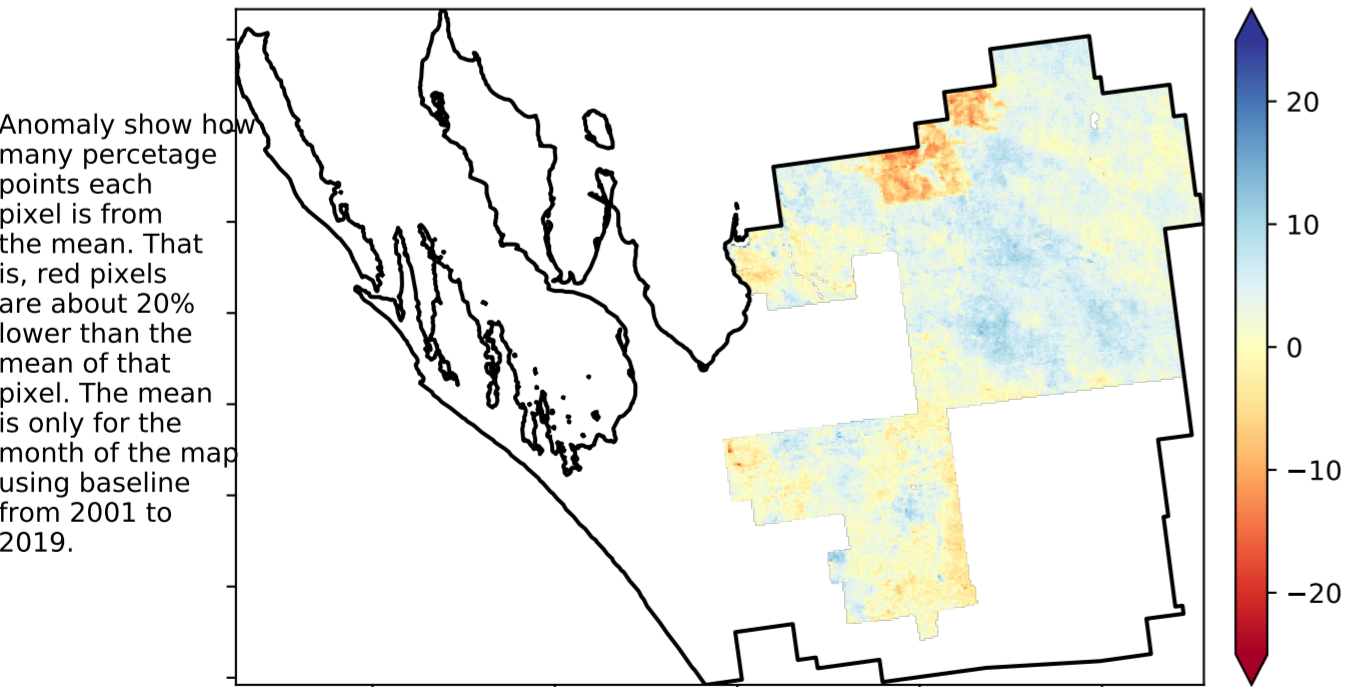 Anomaly show how
many percetage
points each
pixel is from
the mean. That
is, red pixels
are about 20%
lower than the
mean of that
pixel. The mean
is only for the
month of the map
using baseline
from 2001 to
2019.
20
10
0
−10
−20